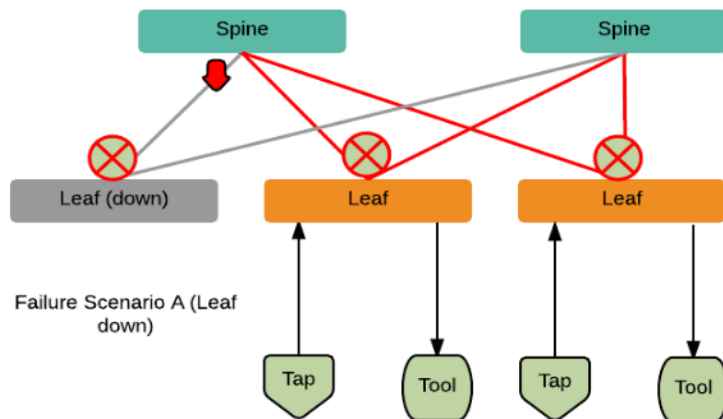 Spine
Spine
Leaf (down)
Leaf
Leaf
Failure Scenario A (Leaf
down)
Tap
Tool
Tap
Tool